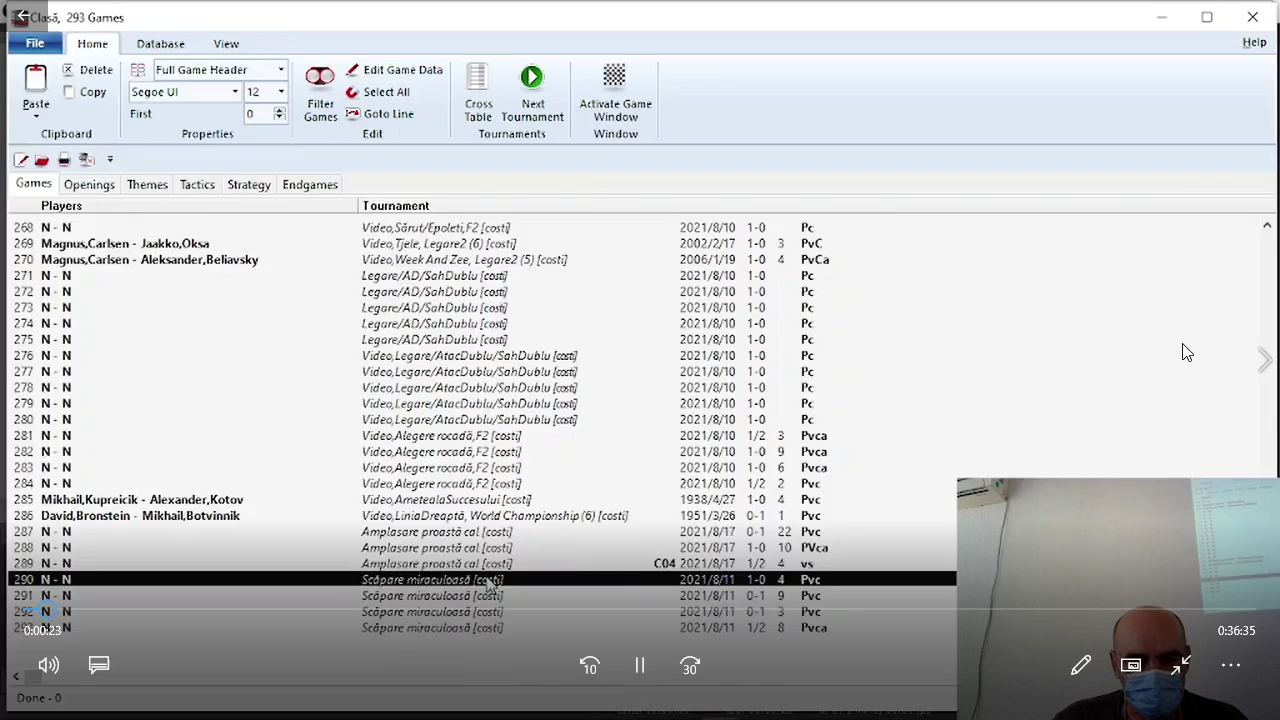 Clasă, 293 Games
File Home Database View Help
Paste Delete Copy Clipboard
Full Game Header Segoe UI 12 First 0 Properties
Filter Games Edit Game Data Select All Goto Line Edit
Cross Table Next Tournament Tournaments
Activate Game Window Window
Games Openings Themes Tactics Strategy Endgames
Players Tournament
268 N - N Video,Sărut/Epoleti,F2 [costi] 2021/8/10 1-0 Pc
269 Magnus,Carlsen - Jaakko,Oksa Video,Tjele, Legare2 (6) [costi] 2002/2/17 1-0 3 PvC
270 Magnus,Carlsen - Aleksander,Beliavsky Video,Week And Zee, Legare2 (5) [costi] 2006/1/19 1-0 4 PvCa
271 N - N Legare/AD/SahDublu [costi] 2021/8/10 1-0 Pc
272 N - N Legare/AD/SahDublu [costi] 2021/8/10 1-0 Pc
273 N - N Legare/AD/SahDublu [costi] 2021/8/10 1-0 Pc
274 N - N Legare/AD/SahDublu [costi] 2021/8/10 1-0 Pc
275 N - N Legare/AD/SahDublu [costi] 2021/8/10 1-0 Pc
276 N - N Video,Legare/AtacDublu/SahDublu [costi] 2021/8/10 1-0 Pc
277 N - N Video,Legare/AtacDublu/SahDublu [costi] 2021/8/10 1-0 Pc
278 N - N Video,Legare/AtacDublu/SahDublu [costi] 2021/8/10 1-0 Pc
279 N - N Video,Legare/AtacDublu/SahDublu [costi] 2021/8/10 1-0 Pc
280 N - N Video,Legare/AtacDublu/SahDublu [costi] 2021/8/10 1-0 Pc
281 N - N Video,Alegere rocadă,F2 [costi] 2021/8/10 1/2 3 Pvca
282 N - N Video,Alegere rocadă,F2 [costi] 2021/8/10 1/2 9 Pvca
283 N - N Video,Alegere rocadă,F2 [costi] 2021/8/10 1/2 6 Pvca
284 N - N Video,Alegere rocadă,F2 [costi] 2021/8/10 1/2 2 Pvc
285 Mikhail,Kupreicik - Alexander,Kotov Video,AmetealaSuccesului [costi] 1938/4/27 1-0 4 Pvc
286 David,Bronstein - Mikhail,Botvinnik Video,LiniaDreaptă, World Championship (6) [costi] 1951/3/26 0-1 1 Pvc
287 N - N Amplasare proastă cal [costi] 2021/8/17 0-1 22 Pvc
288 N - N Amplasare proastă cal [costi] 2021/8/17 1-0 10 PVca
289 N - N Amplasare proastă cal [costi] C04 2021/8/17 1/2 4 vs
290 N - N Scăpare miraculoasă [costi] 2021/8/11 1-0 4 Pvc
291 N - N Scăpare miraculoasă [costi] 2021/8/11 0-1 9 Pvc
292 N - N Scăpare miraculoasă [costi] 2021/8/11 0-1 3 Pvc
N Scăpare miraculoasă [costi] 2021/8/11 1/2 8 Pvca
0:00:23 0:36:35
10 30
Done - 0